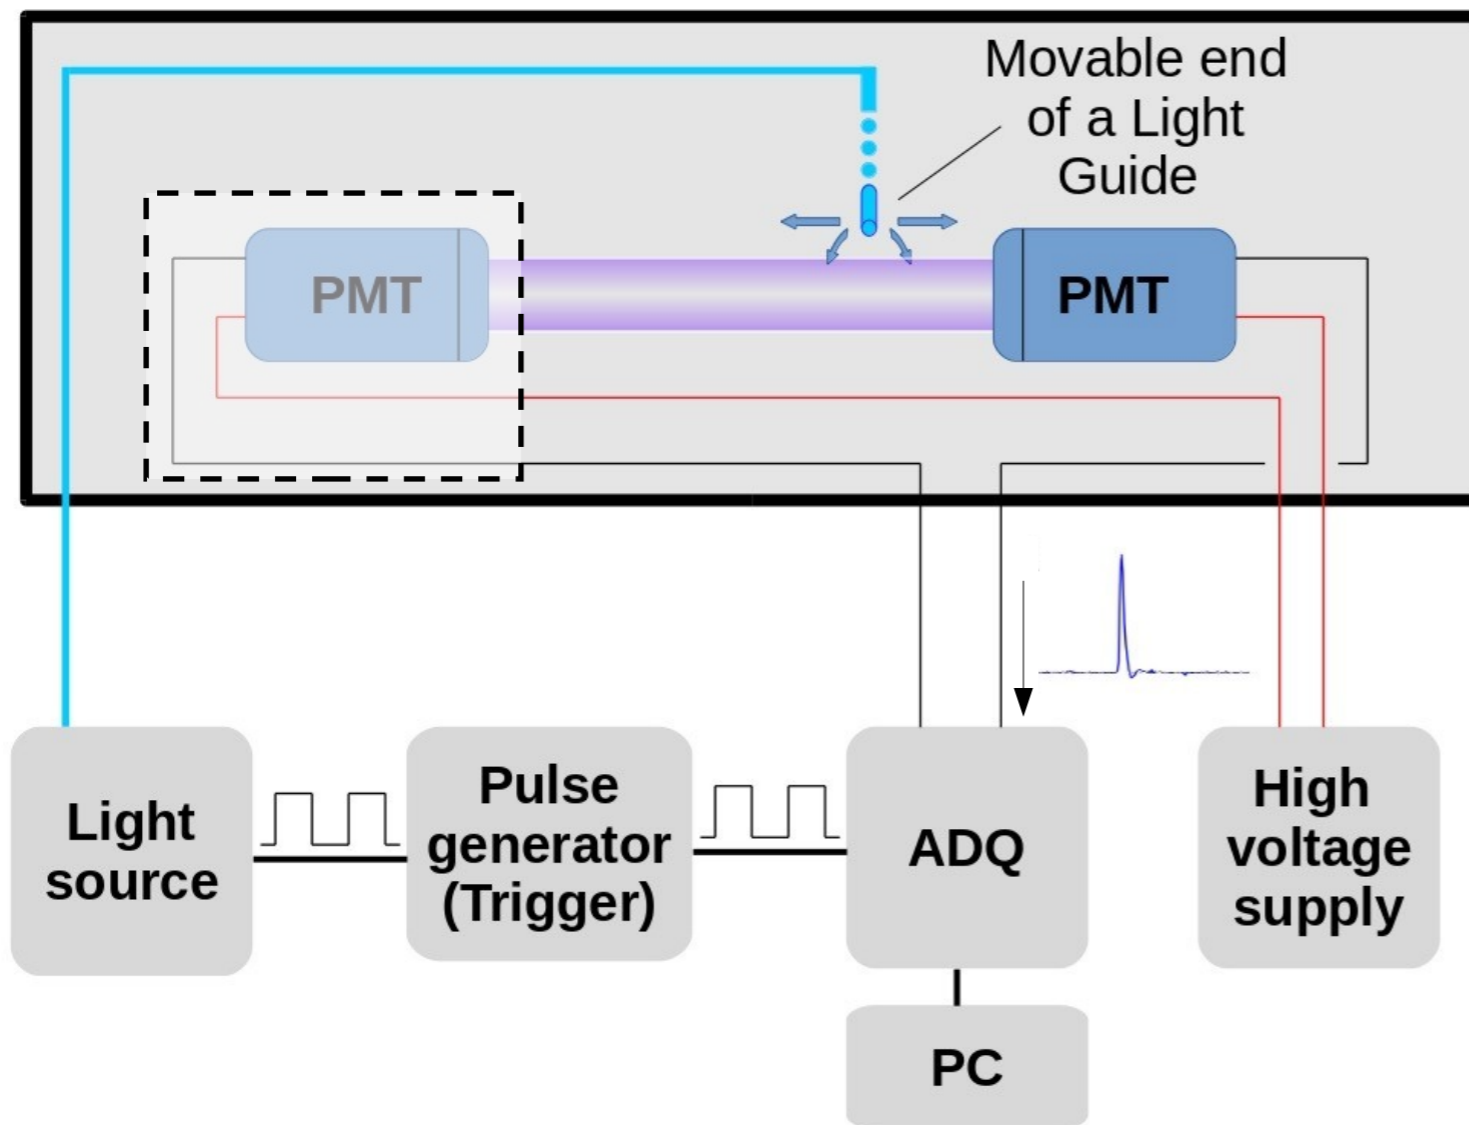 Movable end
of a Light
Guide
PMT
PMT
Light
source
Pulse
generator
(Trigger)
ADQ
High
voltage
supply
PC